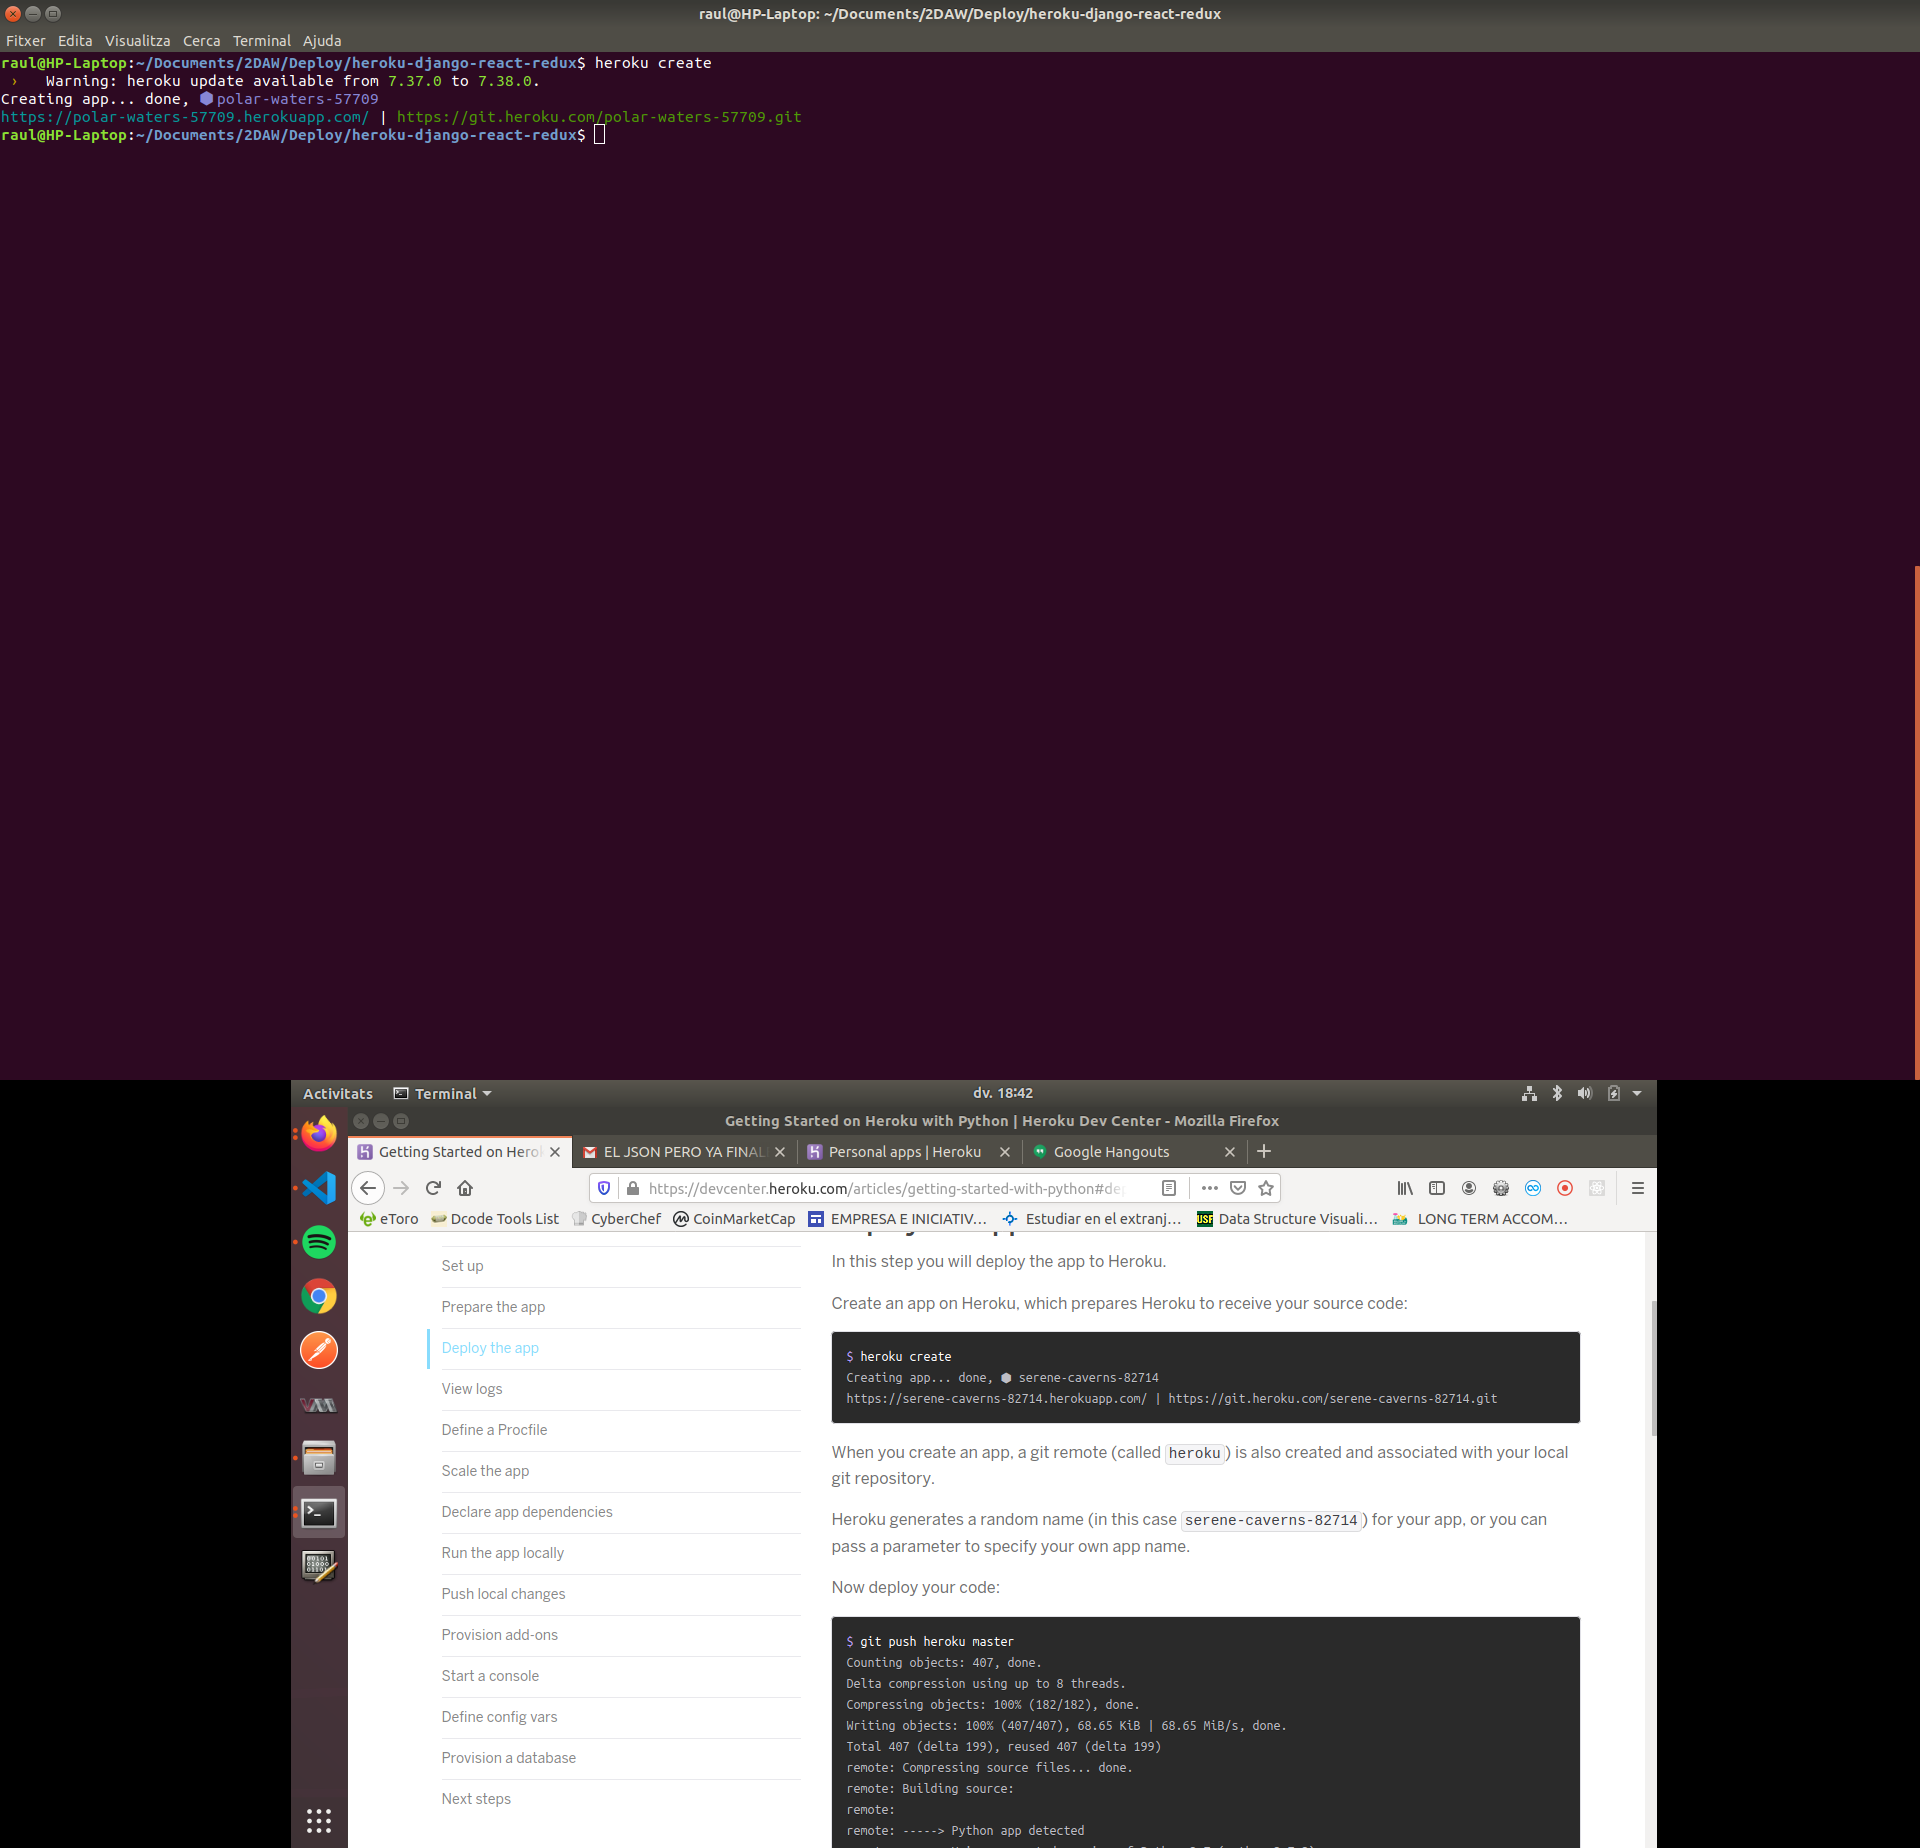 raul@HP-Laptop: ~/Documents/2DAW/Deploy/heroku-django-react-redux
Fitxer Edita Visualitza Cerca Terminal Ajuda
raul@HP-Laptop:~/Documents/2DAW/Deploy/heroku-django-react-redux$ heroku create
› Warning: heroku update available from 7.37.0 to 7.38.0.
Creating app... done, ⬢ polar-waters-57709
https://polar-waters-57709.herokuapp.com/ | https://git.heroku.com/polar-waters-57709.git
raul@HP-Laptop:~/Documents/2DAW/Deploy/heroku-django-react-redux$
Activitats Terminal dv. 18:42
Getting Started on Heroku with Python | Heroku Dev Center - Mozilla Firefox
Getting Started on Herok EL JSON PERO YA FINAL Personal apps | Heroku Google Hangouts
https://devcenter.heroku.com/articles/getting-started-with-python#de
eToro Dcode Tools List CyberChef CoinMarketCap EMPRESA E INICIATIV… Estudiar en el extranj… USF Data Structure Visuali… LONG TERM ACCOM…
Set up
Prepare the app
Deploy the app
View logs
Define a Procfile
Scale the app
Declare app dependencies
Run the app locally
Push local changes
Provision add-ons
Start a console
Define config vars
Provision a database
Next steps
In this step you will deploy the app to Heroku.
Create an app on Heroku, which prepares Heroku to receive your source code:
$ heroku create
Creating app... done, ⬢ serene-caverns-82714
https://serene-caverns-82714.herokuapp.com/ | https://git.heroku.com/serene-caverns-82714.git
When you create an app, a git remote (called heroku) is also created and associated with your local
git repository.
Heroku generates a random name (in this case serene-caverns-82714) for your app, or you can
pass a parameter to specify your own app name.
Now deploy your code:
$ git push heroku master
Counting objects: 407, done.
Delta compression using up to 8 threads.
Compressing objects: 100% (182/182), done.
Writing objects: 100% (407/407), 68.65 KiB | 68.65 MiB/s, done.
Total 407 (delta 199), reused 407 (delta 199)
remote: Compressing source files... done.
remote: Building source:
remote:
remote: -----> Python app detected